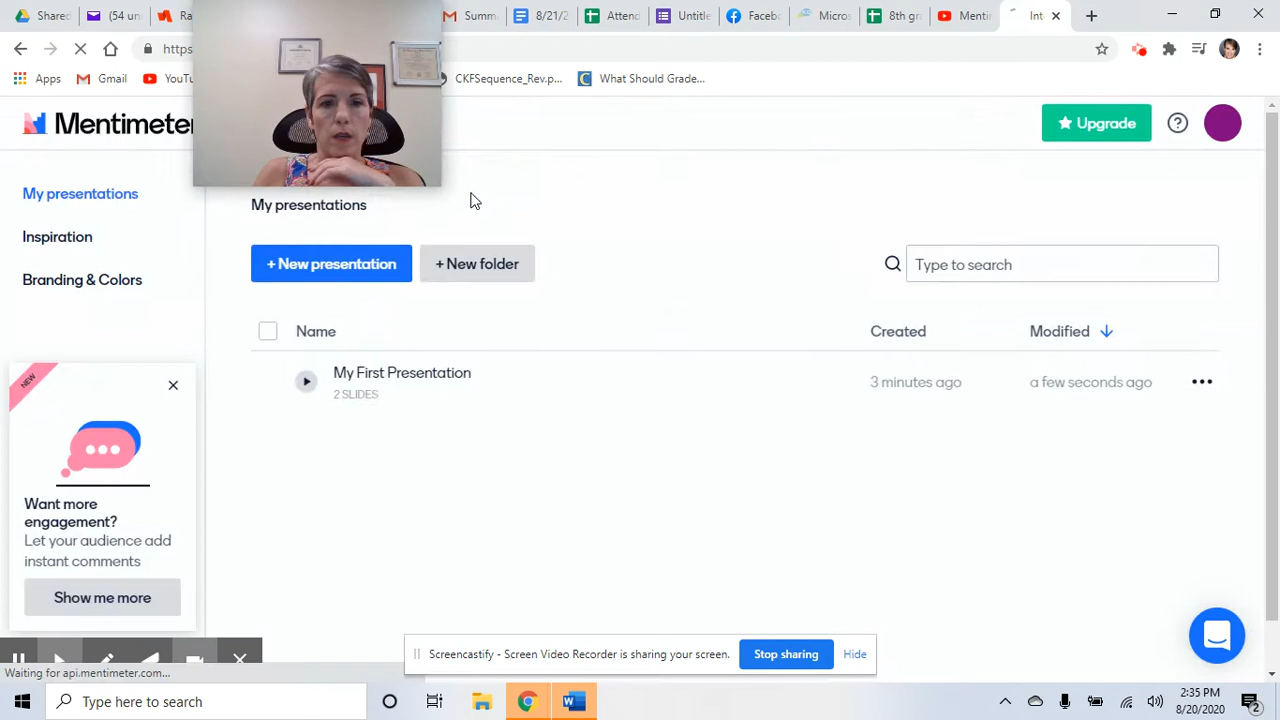 Share
(54 un
Ra
Summ
8/21/2
Attend
Untitle
Faceb
Micros
8th gr
Menti
Int
https
Apps
Gmail
YouTu
CKFSequence_Rev.p...
What Should Grade...
Mentimeter
Upgrade
My presentations
Inspiration
Branding & Colors
My presentations
+ New presentation
+ New folder
Type to search
Name
Created
Modified
My First Presentation
2 SLIDES
3 minutes ago
a few seconds ago
NEW
Want more
engagement?
Let your audience add
instant comments
Show me more
Screencastify - Screen Video Recorder is sharing your screen.
Stop sharing
Hide
Waiting for api.mentimeter.com...
Type here to search
2:35 PM
8/20/2020
2